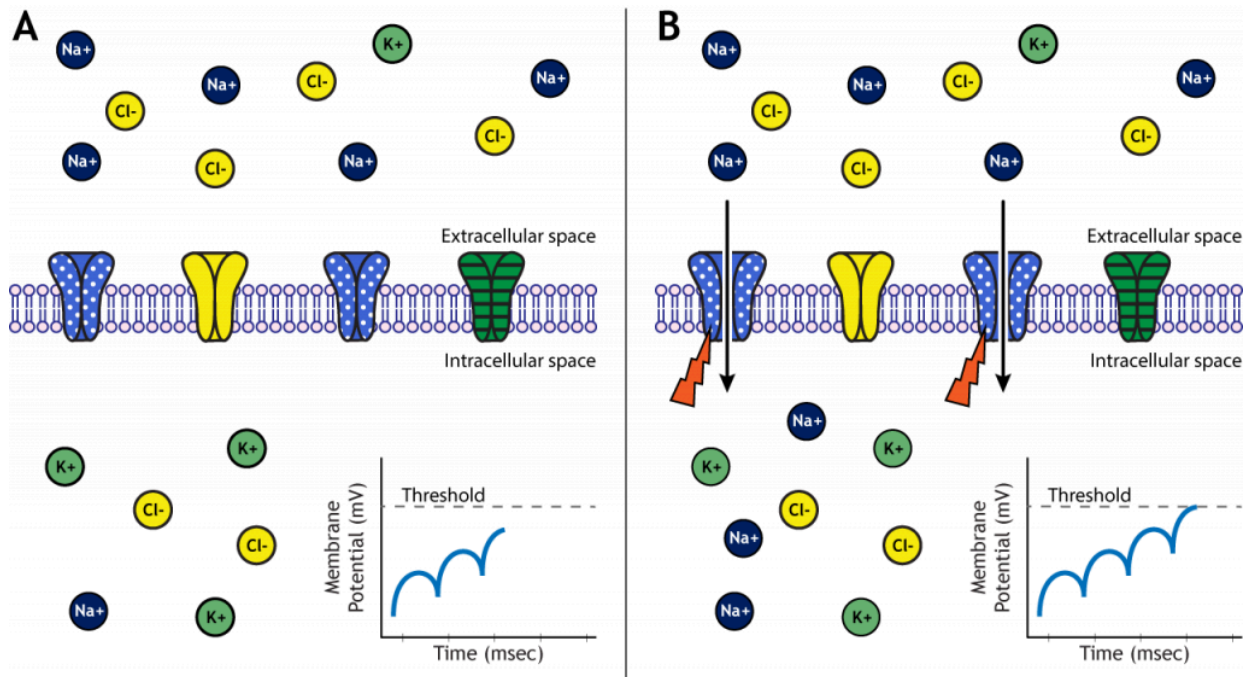 A
Na+
K+
Na+
Cl-
Na+
Cl-
Na+
Cl-
Na+
Cl-
Extracellular space
Intracellular space
K+
K+
Cl-
Cl-
Na+
K+
Threshold
Membrane
Potential (mV)
Time (msec)
B
Na+
K+
Na+
Cl-
Na+
Cl-
Na+
Cl-
Na+
Cl-
Extracellular space
Intracellular space
Na+
K+
K+
Cl-
Na+
Cl-
Na+
K+
Threshold
Membrane
Potential (mV)
Time (msec)